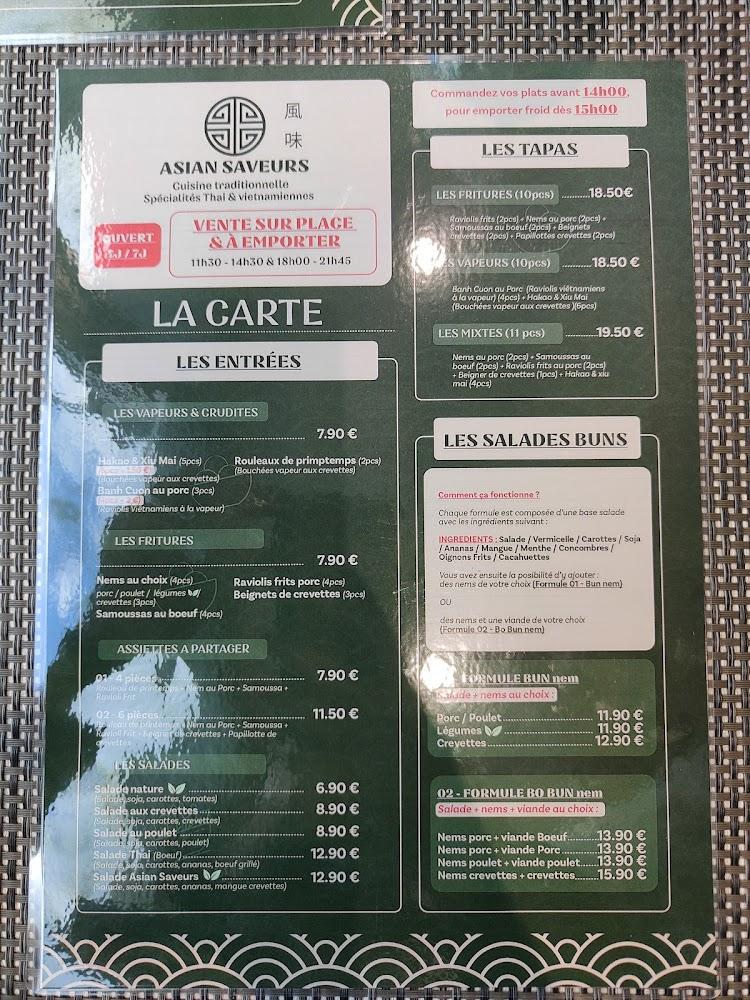 風
味
ASIAN SAVEURS
Cuisine traditionnelle
Spécialités Thai & vietnamiennes
OUVERT
7J / 7J
VENTE SUR PLACE
& À EMPORTER
11h30 - 14h30 & 18h00 - 21h45
LA CARTE
LES ENTRÉES
LES VAPEURS & CRUDITES
7.90 €
Hakao & Xiu Mai (5pcs)
(Bouchées vapeur aux crevettes)
Banh Cuon au porc (3pcs)
(Raviolis Viêtnamiens à la vapeur)
Rouleaux de primptemps (2pcs)
(Bouchées vapeur aux crevettes)
LES FRITURES
7.90 €
Nems au choix (4pcs)
porc / poulet / légumes
crevettes (3pcs)
Samoussas au boeuf (4pcs)
Raviolis frits porc (4pcs)
Beignets de crevettes (3pcs)
ASSIETTES A PARTAGER
01 - 4 pièces 7.90 €
Rouleau de printemps + Nem au Porc + Samoussa +
Ravioli Frit
02 - 6 pièces 11.50 €
Rouleau de printemps + Nem au Porc + Samoussa +
Ravioli Frit + Beignet de crevettes + Papillotte de
crevettes
LES SALADES
Salade nature 6.90 €
(Salade, soja, carottes, tomates)
Salade aux crevettes 8.90 €
(Salade, soja, carottes, crevettes)
Salade au poulet 8.90 €
(Salade, soja, carottes, poulet)
Salade Thai (Boeuf) 12.90 €
(Salade, soja, carottes, ananas, boeuf grillé)
Salade Asian Saveurs 12.90 €
(Salade, soja, carottes, ananas, mangue crevettes)
Commandez vos plats avant 14h00,
pour emporter froid dès 15h00
LES TAPAS
LES FRITURES (10pcs) 18.50€
Raviolis frits (2pcs) + Nems au porc (2pcs) +
Samoussas au boeuf (2pcs) + Beignets
crevettes (2pcs) + Papillottes crevettes (2pcs)
LES VAPEURS (10pcs) 18.50 €
Banh Cuon au Porc (Raviolis viêtnamiens
à la vapeur) (4pcs) + Hakao & Xiu Mai
(Bouchées vapeur aux crevettes )(6pcs)
LES MIXTES (11 pcs) 19.50 €
Nems au porc (2pcs) + Samoussas au
boeuf (2pcs) + Raviolis frits au porc (2pcs)
+ Beigner de crevettes (1pcs) + Hakao & xiu
mai (4pcs)
LES SALADES BUNS
Comment ça fonctionne ?
Chaque formule est composée d'une base salade
avec les ingrédients suivant :
INGREDIENTS : Salade / Vermicelle / Carottes / Soja
/ Ananas / Mangue / Menthe / Concombres /
Oignons frits / Cacahuettes
Vous avez ensuite la posibilité d'y ajouter :
des nems de votre choix (Formule 01 - Bun nem)
OU
des nems et une viande de votre choix
(Formule 02 - Bo Bun nem)
FORMULE BUN nem
Salade + nems au choix :
Porc / Poulet 11.90 €
Légumes 11.90 €
Crevettes 12.90 €
02 - FORMULE BO BUN nem
Salade + nems + viande au choix :
Nems porc + viande Boeuf 13.90 €
Nems porc + viande Porc 13.90 €
Nems poulet + viande poulet 13.90 €
Nems crevettes + crevettes 15.90 €